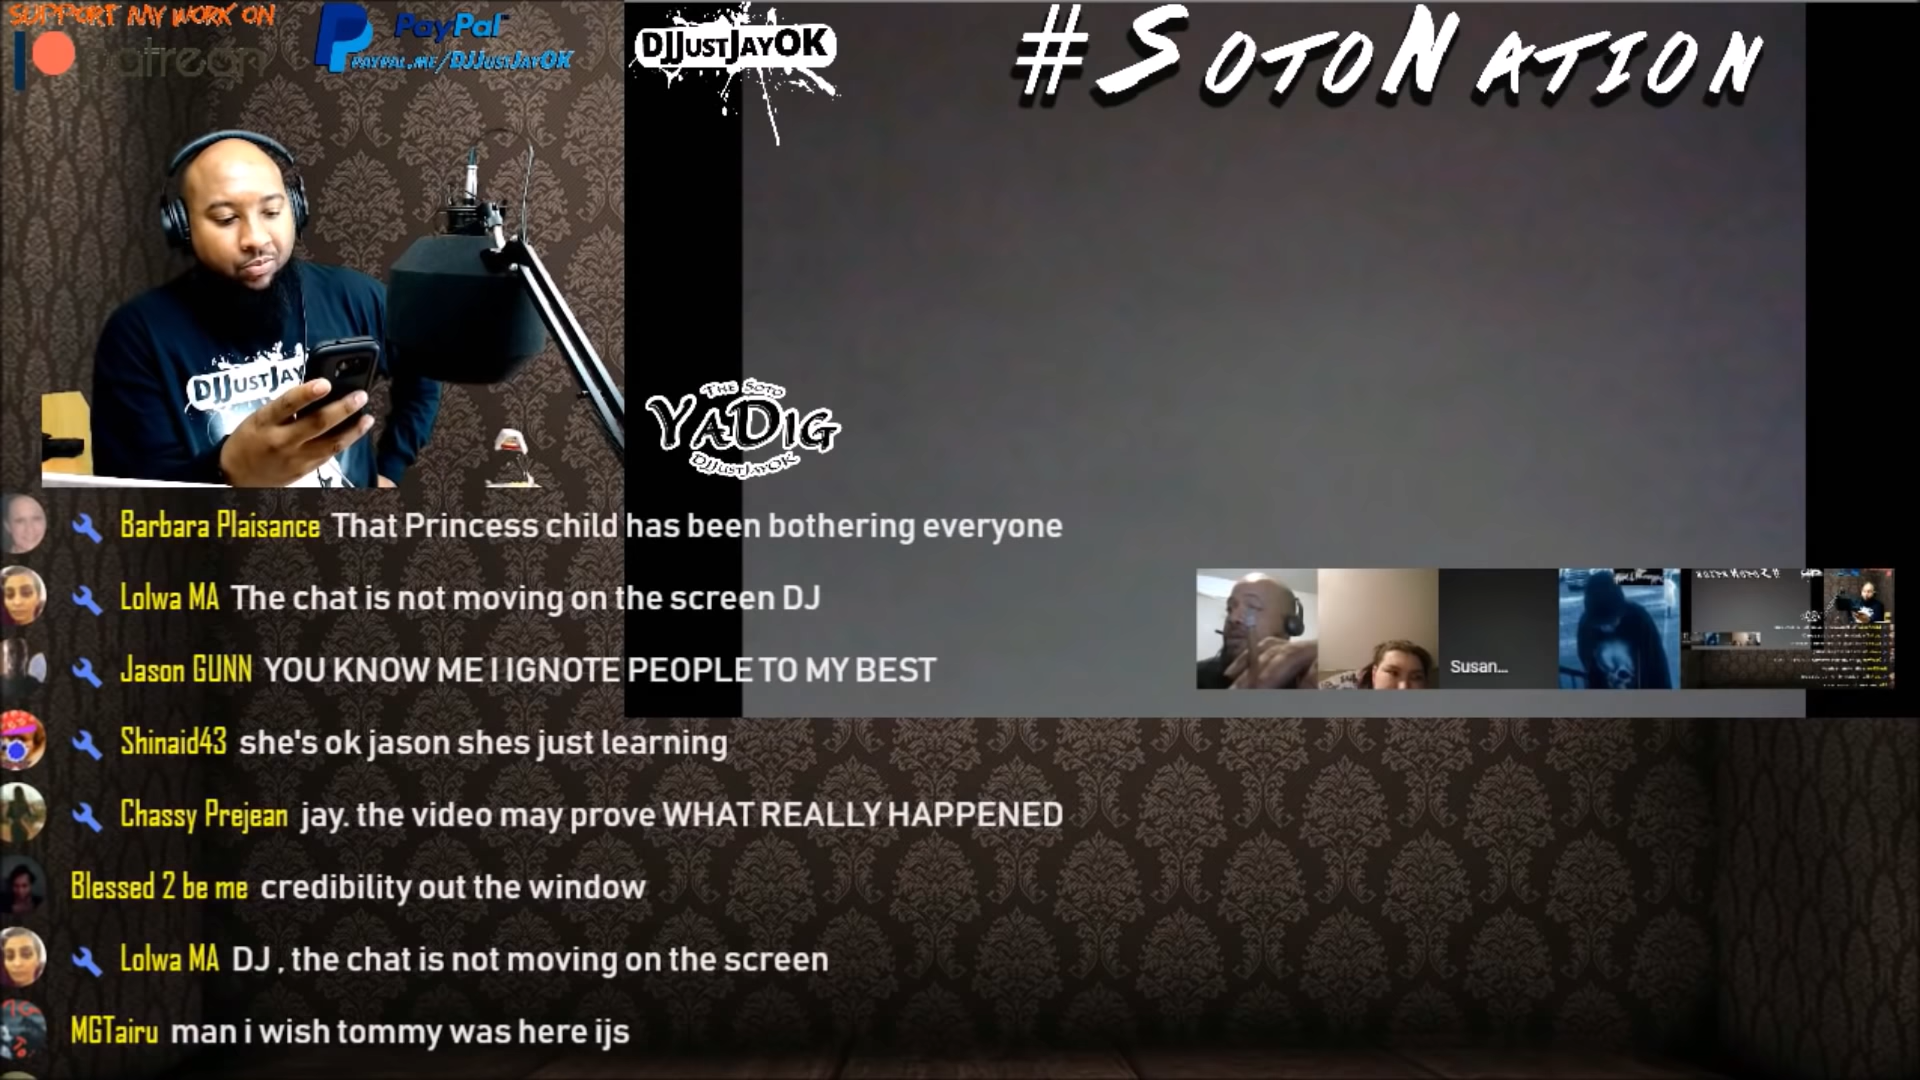 SUPPORT MY WORK ON
patreon
PayPal
PAYPAL.ME/DJJUSTJAYOK
DJJUSTJAYOK
#SOTONATION
DJJUSTJAY
THE SOTO
YADIG
DJJUSTJAYOK
Barbara Plaisance That Princess child has been bothering everyone
Lolwa MA The chat is not moving on the screen DJ
Jason GUNN YOU KNOW ME I IGNOTE PEOPLE TO MY BEST
Susan...
Shinaid43 she's ok jason shes just learning
Chassy Prejean jay. the video may prove WHAT REALLY HAPPENED
Blessed 2 be me credibility out the window
Lolwa MA DJ , the chat is not moving on the screen
MGTairu man i wish tommy was here ijs